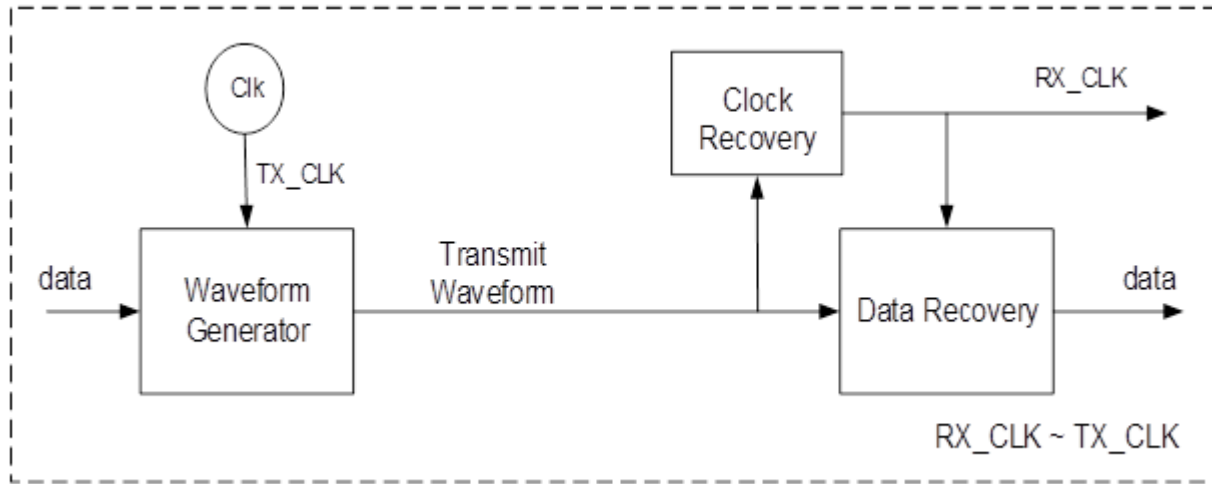 Clk
TX_CLK
data
Waveform
Generator
Transmit
Waveform
Clock
Recovery
RX_CLK
Data Recovery
data
RX_CLK ~ TX_CLK